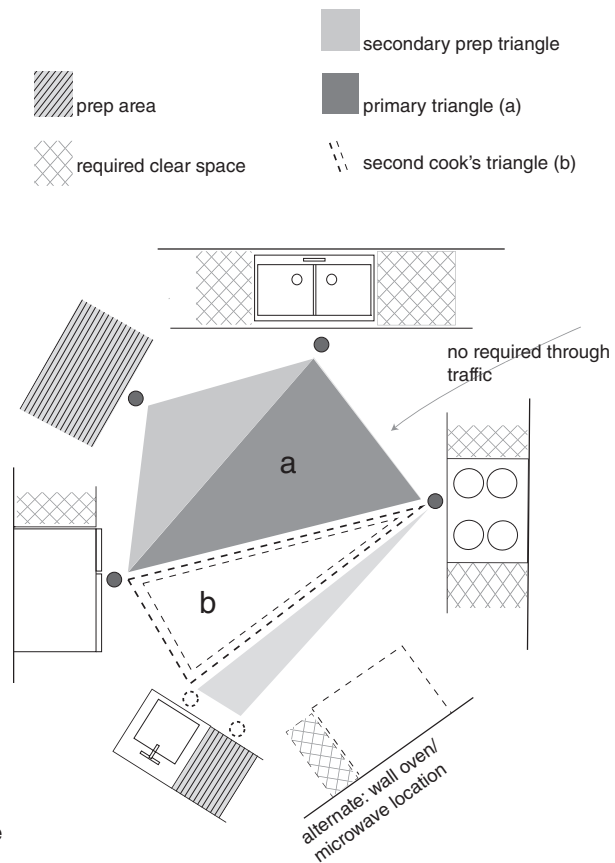 secondary prep triangle
prep area
primary triangle (a)
required clear space
second cook's triangle (b)
no required through
traffic
a
b
alternate: wall oven/
microwave location
e